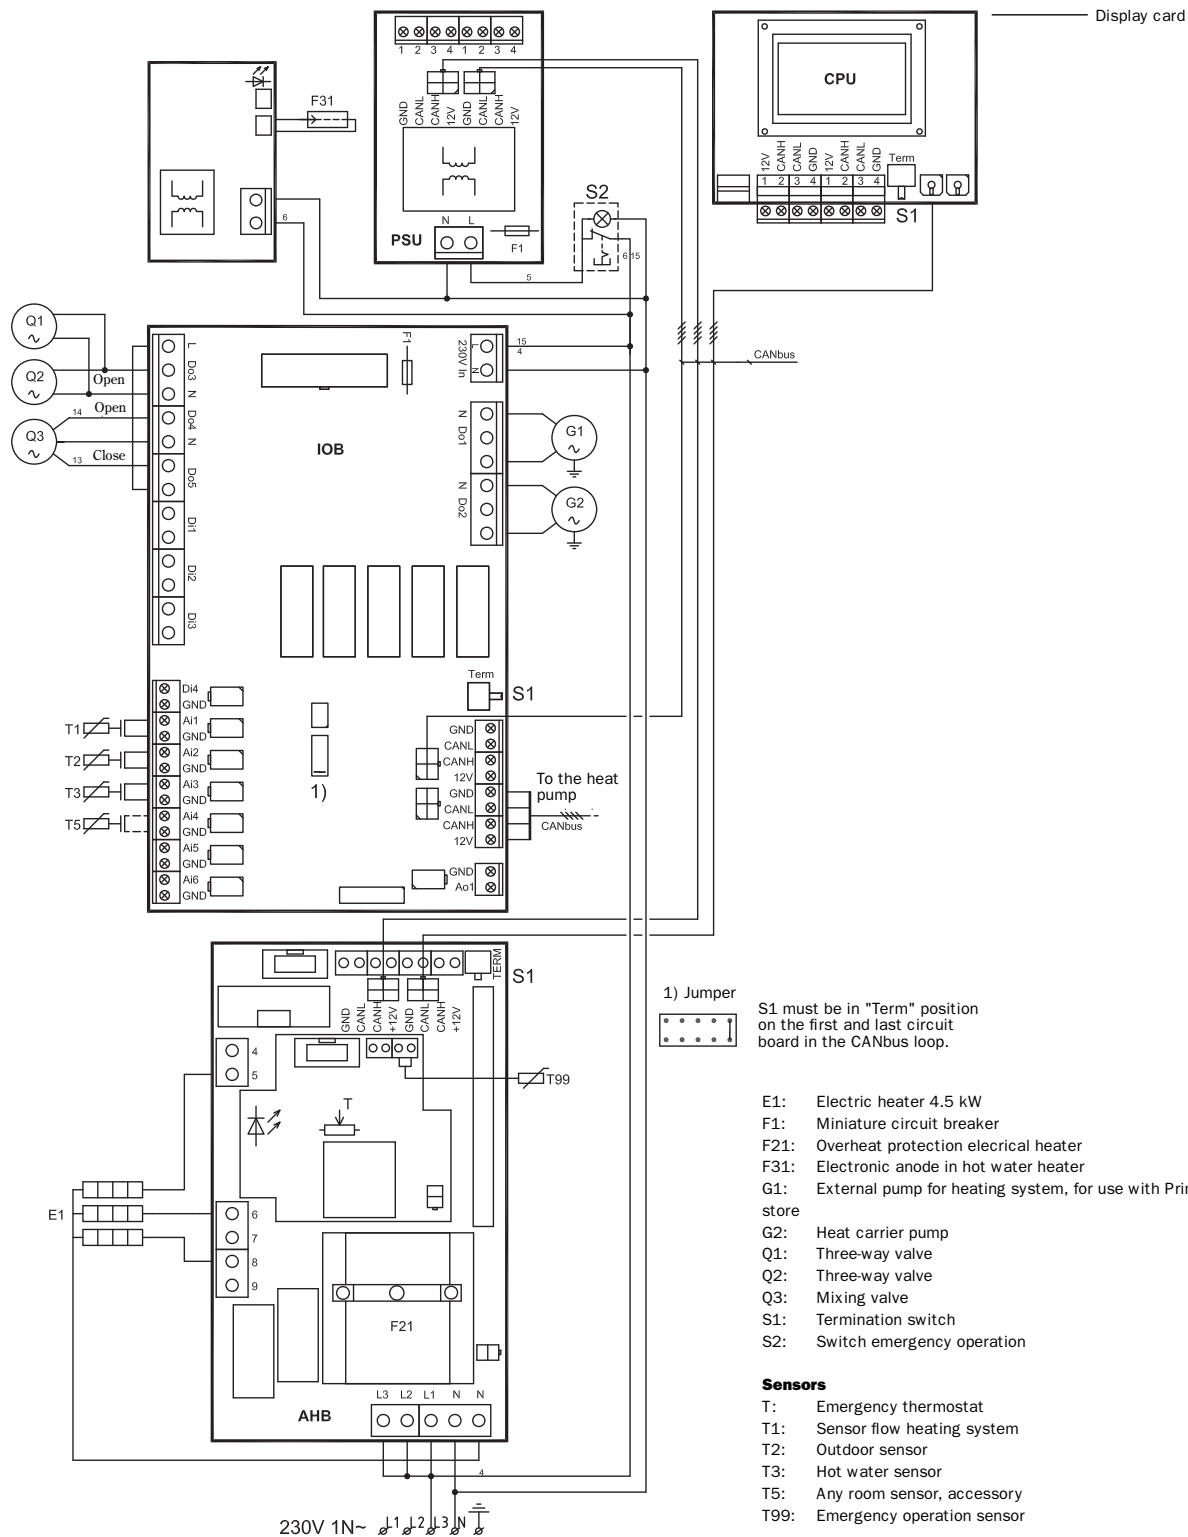 Display card
1 2 3 4 1 2 3 4
GND
CANL
CANH
12V
GND
CANL
CANH
12V
CPU
F31
12V
CANH
CANL
GND
12V
CANH
CANL
GND
Term
1 2 3 4 1 2 3 4
S1
S2
N L
PSU
F1
6
5
6 15
Q1
L
F1
230V In
L
N
15
4
CANbus
Q2
Open
Do3
N
14
Open
Do4
N
Do1
G1
Q3
N
13
Close
IOB
Do5
N
Do2
G2
Di1
Di2
Di3
Term
S1
Di4
GND
T1
Ai1
GND
GND
CANL
T2
Ai2
GND
CANH
12V
To the heat
pump
T3
Ai3
GND
1)
GND
CANL
T5
Ai4
GND
CANH
12V
CANbus
Ai5
GND
GND
Ao1
Ai6
GND
TERM
S1
GND
CANL
CANH
+12V
GND
CANL
CANH
+12V
1) Jumper
S1 must be in "Term" position
on the first and last circuit
board in the CANbus loop.
4
5
T99
T
E1
6
7
8
9
F21
L3 L2 L1 N N
AHB
4
230V 1N~ L1 L2 L3 N
E1: Electric heater 4.5 kW
F1: Miniature circuit breaker
F21: Overheat protection elecrical heater
F31: Electronic anode in hot water heater
G1: External pump for heating system, for use with Pri
store
G2: Heat carrier pump
Q1: Three-way valve
Q2: Three-way valve
Q3: Mixing valve
S1: Termination switch
S2: Switch emergency operation
Sensors
T: Emergency thermostat
T1: Sensor flow heating system
T2: Outdoor sensor
T3: Hot water sensor
T5: Any room sensor, accessory
T99: Emergency operation sensor